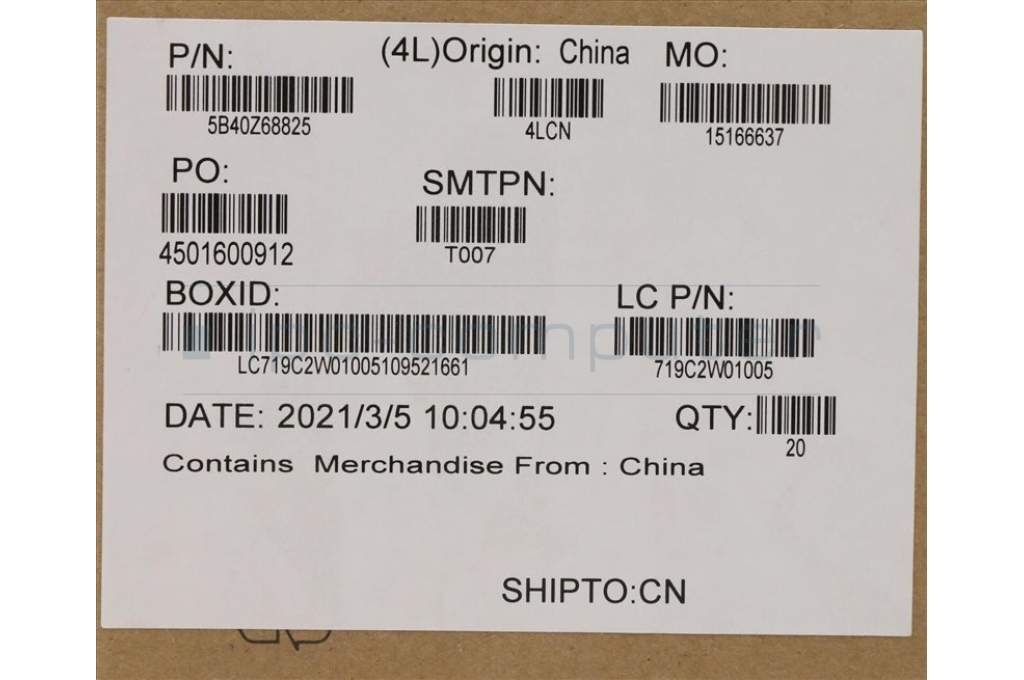 P/N: (4L)Origin: China MO:
5B40Z68825 4LCN 15166637
PO: SMTPN:
4501600912 T007
BOXID: LC P/N:
LC719C2W01005109521661 719C2W01005
DATE: 2021/3/5 10:04:55 QTY:
20
Contains Merchandise From : China
SHIPTO:CN